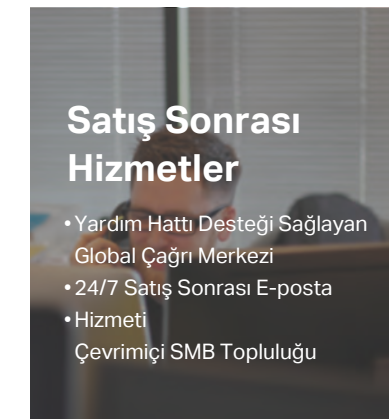 Satış Sonrası
Hizmetler
•Yardım Hattı Desteği Sağlayan
Global Çağrı Merkezi
•24/7 Satış Sonrası E-posta
•Hizmeti
Çevrimiçi SMB Topluluğu